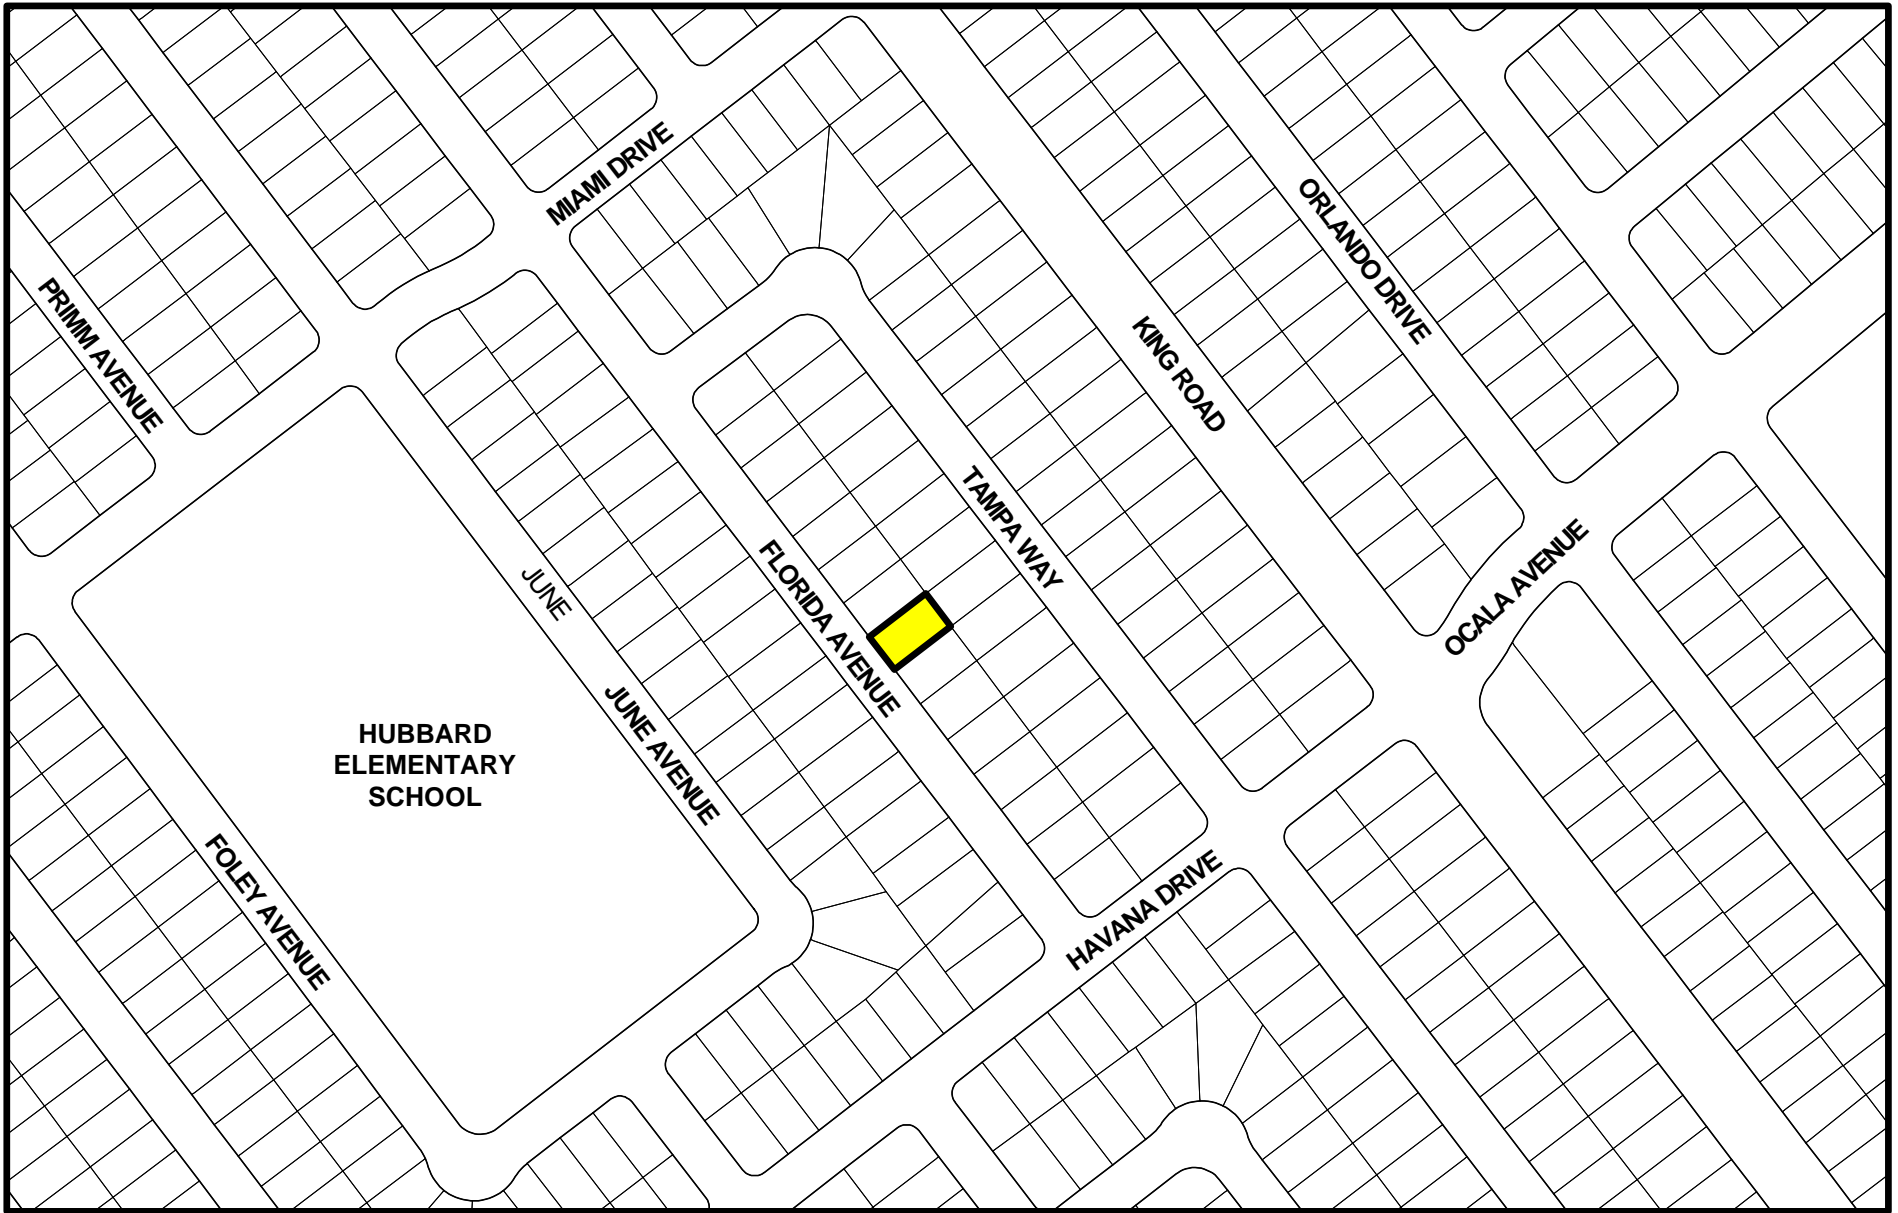 MIAMI DRIVE
ORLANDO DRIVE
PRIMM AVENUE
KING ROAD
TAMPA WAY
OCALA AVENUE
FLORIDA AVENUE
JUNE
JUNE AVENUE
HUBBARD
ELEMENTARY
SCHOOL
FOLEY AVENUE
HAVANA DRIVE